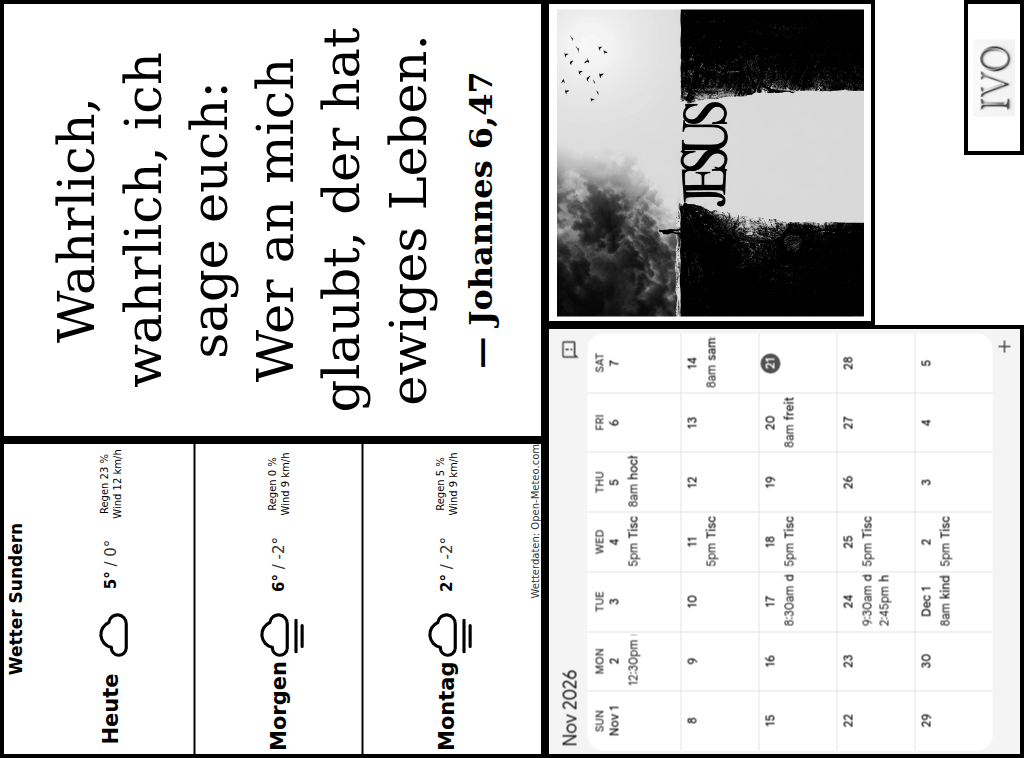 Wetter Sundern
Heute
5° / 0°
Regen 23 %
Wind 12 km/h
Morgen
6° / -2°
Regen 0 %
Wind 9 km/h
Montag
2° / -2°
Regen 5 %
Wind 9 km/h
Wetterdaten: Open-Meteo.com
Wahrlich,
wahrlich, ich
sage euch:
Wer an mich
glaubt, der hat
ewiges Leben.
— Johannes 6,47
Nov 2026
SUN MON TUE WED THU FRI SAT
Nov 1 2 3 4 5 6 7
12:30pm 5pm Tisc 8am hoch
8 9 10 11 12 13 14
5pm Tisc 8am sam
15 16 17 18 19 20 21
8:30am d 5pm Tisc 8am freit
22 23 24 25 26 27 28
9:30am d 5pm Tisc
2:45pm h
29 30 Dec 1 2 3 4 5
8am kind 5pm Tisc
+
JESUS
IVO